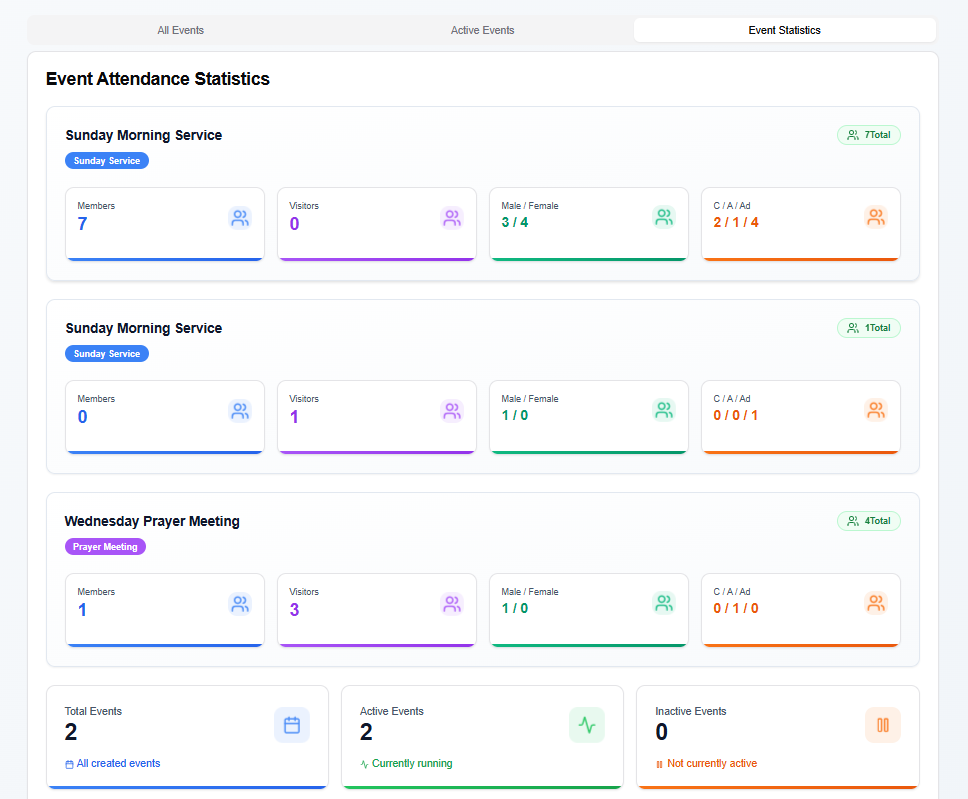 All Events
Active Events
Event Statistics
Event Attendance Statistics
Sunday Morning Service
7Total
Sunday Service
Members
7
Visitors
0
Male / Female
3 / 4
C / A / Ad
2 / 1 / 4
Sunday Morning Service
1Total
Sunday Service
Members
0
Visitors
1
Male / Female
1 / 0
C / A / Ad
0 / 0 / 1
Wednesday Prayer Meeting
4Total
Prayer Meeting
Members
1
Visitors
3
Male / Female
1 / 0
C / A / Ad
0 / 1 / 0
Total Events
2
All created events
Active Events
2
Currently running
Inactive Events
0
Not currently active